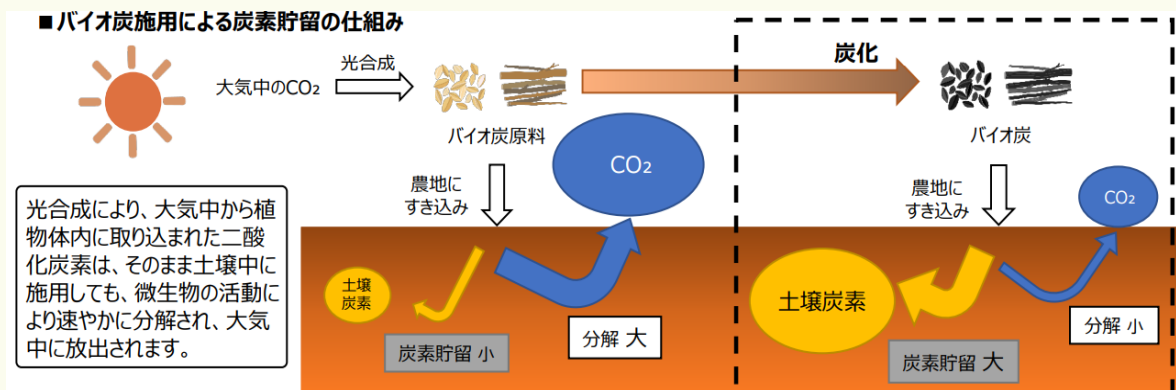 ■バイオ炭施用による炭素貯留の仕組み
大気中のCO₂
光合成
バイオ炭原料
炭化
バイオ炭
農地に
すき込み
CO₂
農地に
すき込み
CO₂
光合成により、大気中から植
物体内に取り込まれた二酸
化炭素は、そのまま土壌中に
施用しても、微生物の活動に
より速やかに分解され、大気
中に放出されます。
土壌
炭素
炭素貯留 小
分解 大
土壌炭素
炭素貯留 大
分解 小